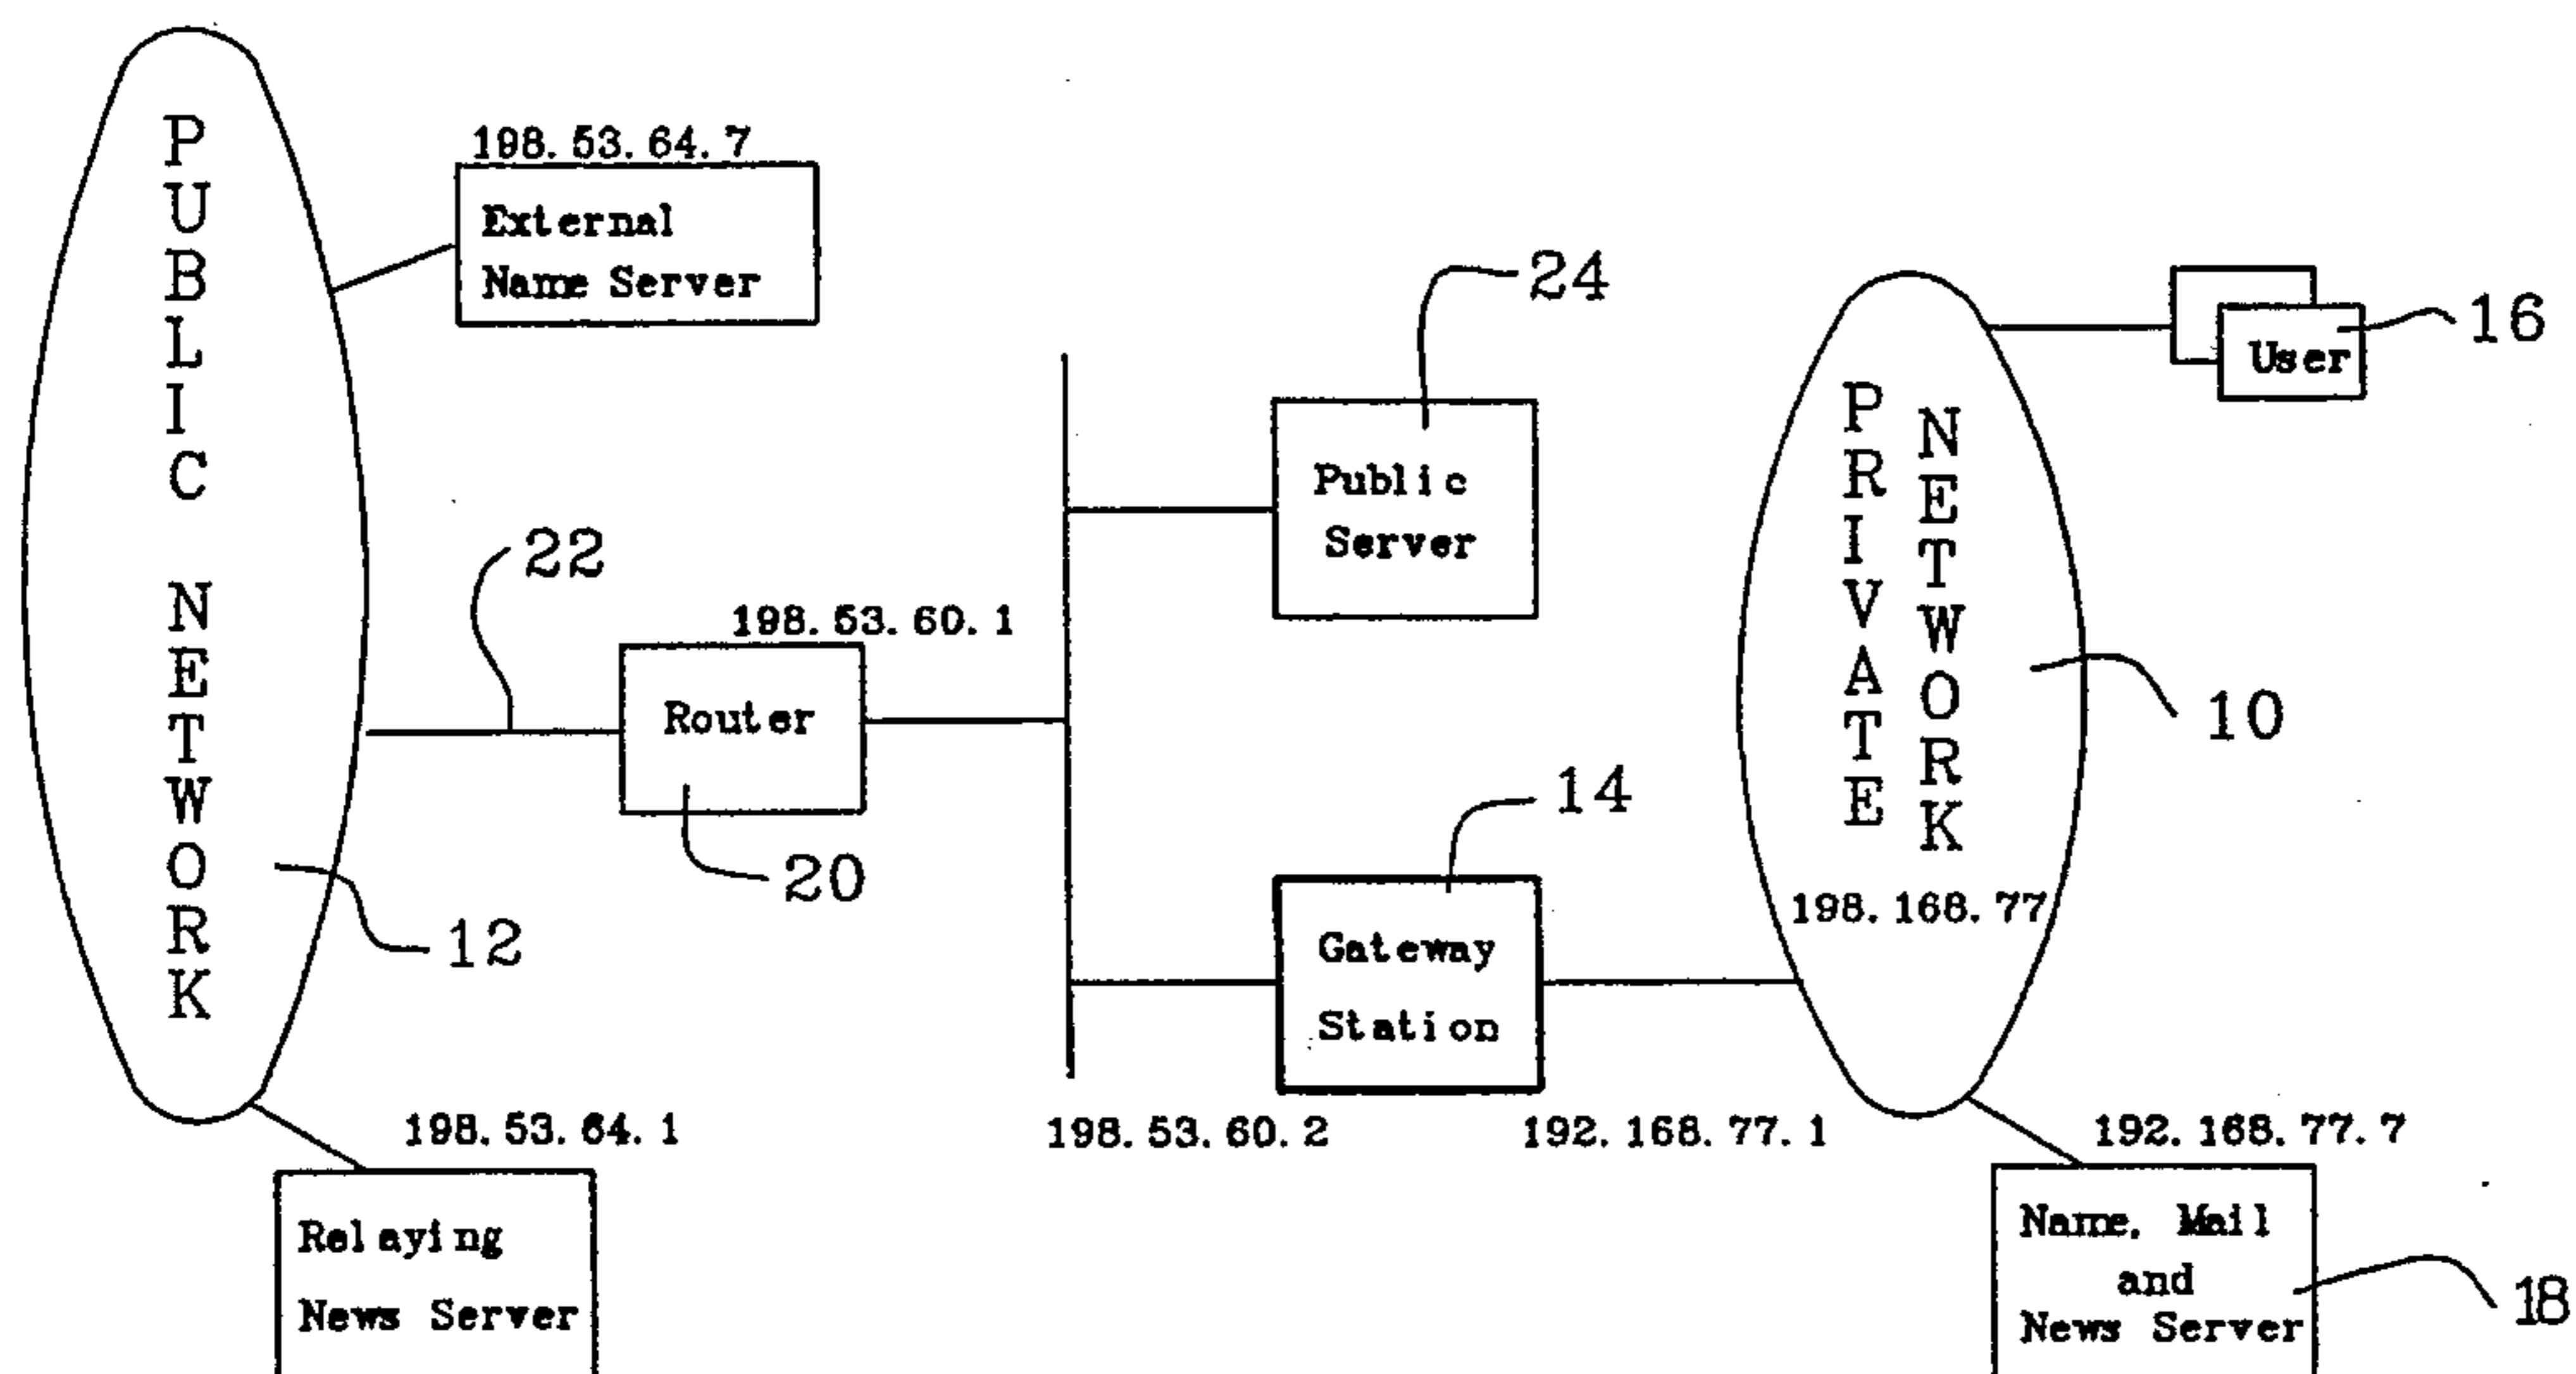 PUBLIC NETWORK
198.53.64.7
External
Name Server
24
16
User
Public
Server
PRIVATE
NETWORK
22
198.53.60.1
Router
10
14
20
12
198.168.77
Gateway
Station
198.53.64.1
198.53.60.2
192.168.77.1
192.168.77.7
Relaying
News Server
Name, Mail
and
News Server
18